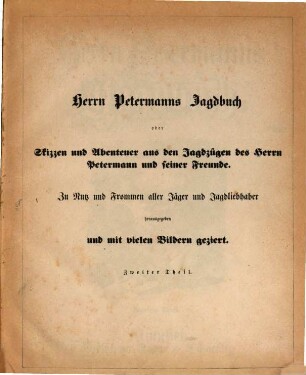 Herrn Petermanns Jagdbuch
oder
Skizzen und Abenteuer aus den Jagdzügen des Herrn
Petermann und seiner Freunde.
Zu Nutz und Frommen aller Jäger und Jagdliebhaber
herausgegeben
und mit vielen Bildern geziert.
Zweiter Theil.